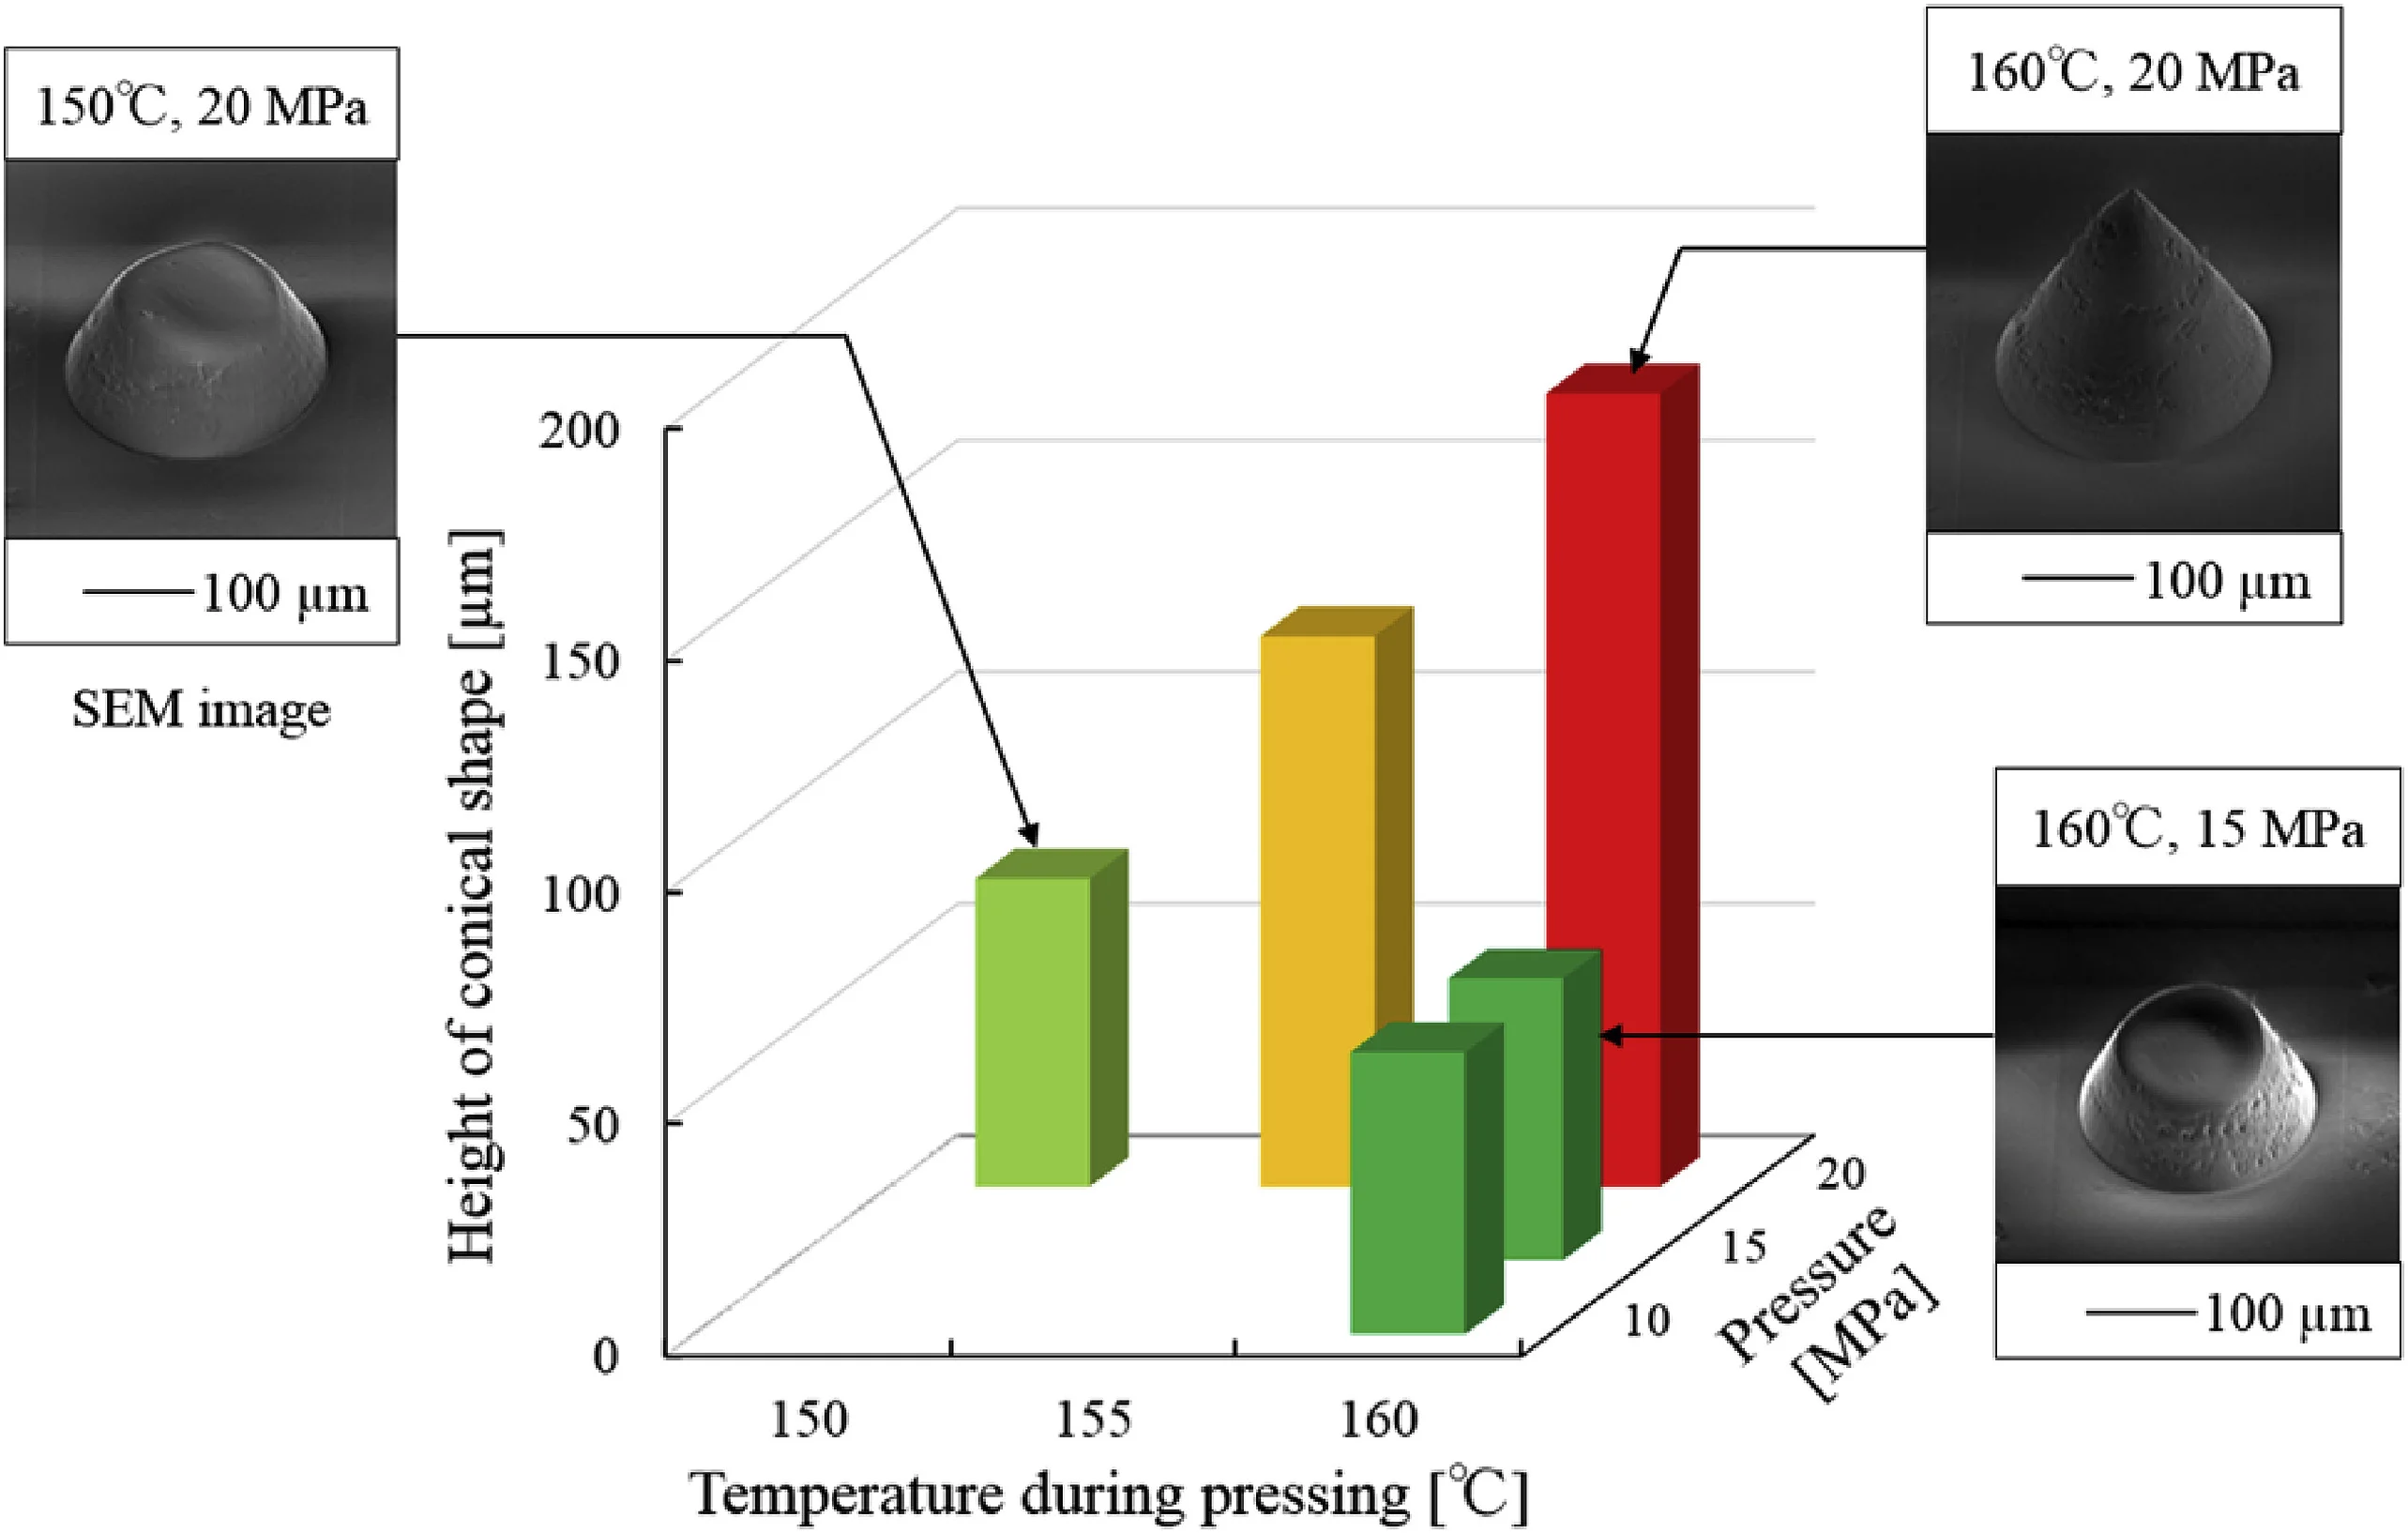 150℃, 20 MPa
100 μm
SEM image
160℃, 20 MPa
100 μm
160℃, 15 MPa
100 μm
Height of conical shape [μm]
200
150
100
50
0
150
155
160
Temperature during pressing [℃]
10
15
20
Pressure
[MPa]